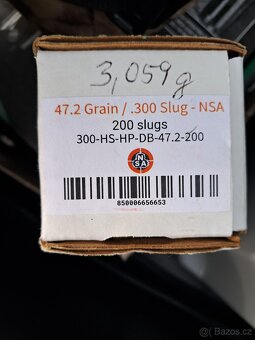 3,059g
47.2 Grain / .300 Slug - NSA
200 slugs
300-HS-HP-DB-47.2-200
NSA
850006656653
Bazoš.cz